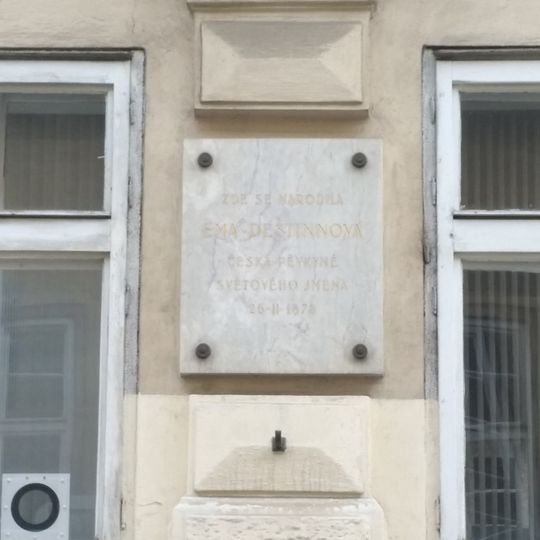 ZDE SE NARODILA
EMA DESTINNOVÁ
ČESKÁ PĚVKYNĚ
SVĚTOVÉHO JMÉNA
26·II·1878